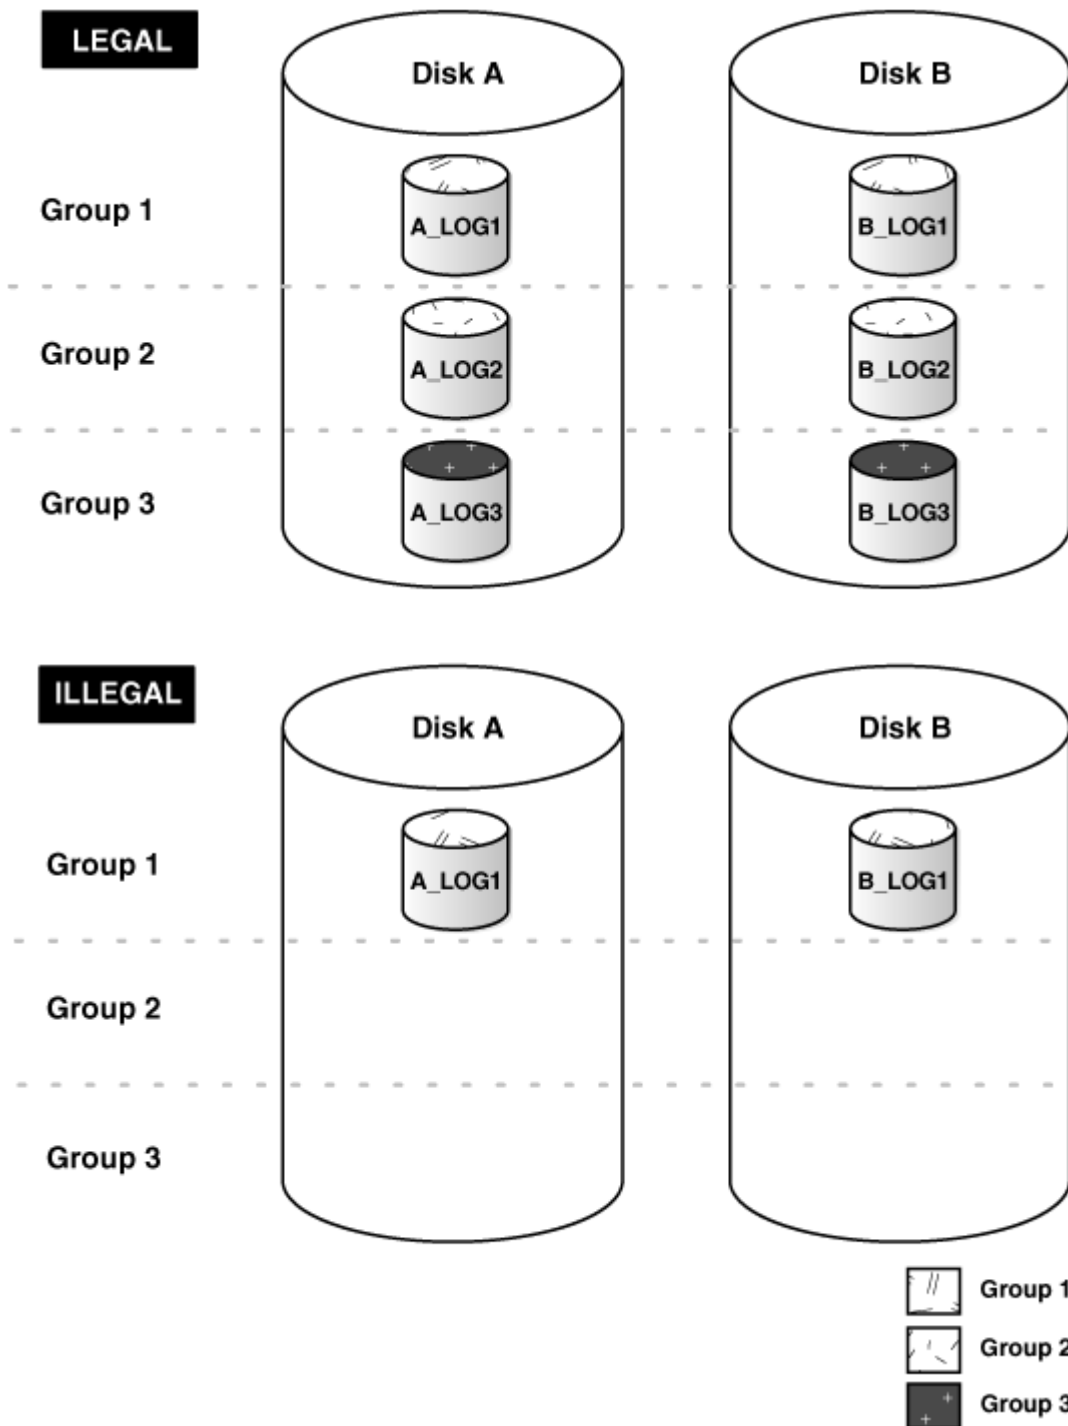 LEGAL
Disk A
Disk B
Group 1
A_LOG1
B_LOG1
Group 2
A_LOG2
B_LOG2
Group 3
A_LOG3
B_LOG3
ILLEGAL
Disk A
Disk B
Group 1
A_LOG1
B_LOG1
Group 2
Group 3
Group 1
Group 2
Group 3